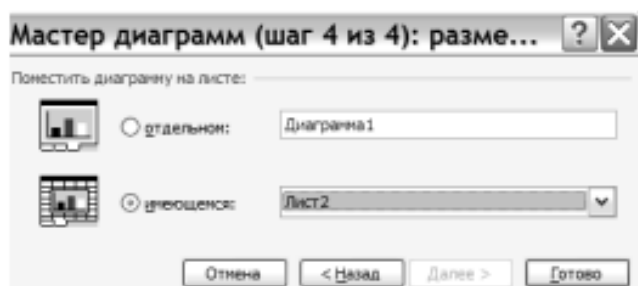 Мастер диаграмм (шаг 4 из 4): разме...
Поместить диаграмму на листе:
отдельном:
Диаграмма1
имеющемся:
Лист2
Отмена
< Назад
Далее >
Готово